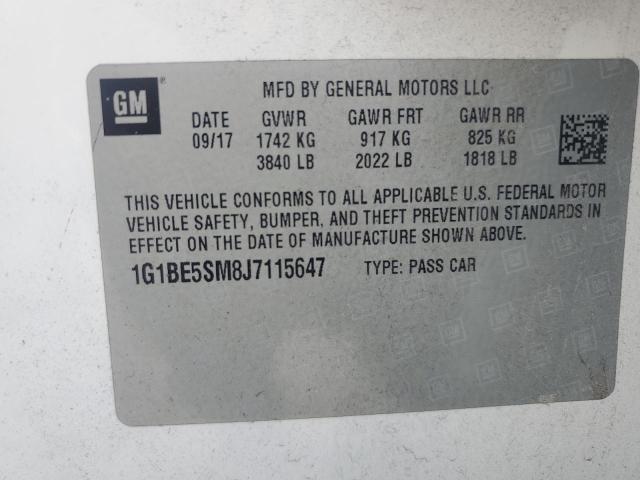 GM ®
MFD BY GENERAL MOTORS LLC
DATE GVWR GAWR FRT GAWR RR
09/17 1742 KG 917 KG 825 KG
3840 LB 2022 LB 1818 LB
THIS VEHICLE CONFORMS TO ALL APPLICABLE U.S. FEDERAL MOTOR
VEHICLE SAFETY, BUMPER, AND THEFT PREVENTION STANDARDS IN
EFFECT ON THE DATE OF MANUFACTURE SHOWN ABOVE.
1G1BE5SM8J7115647 TYPE: PASS CAR